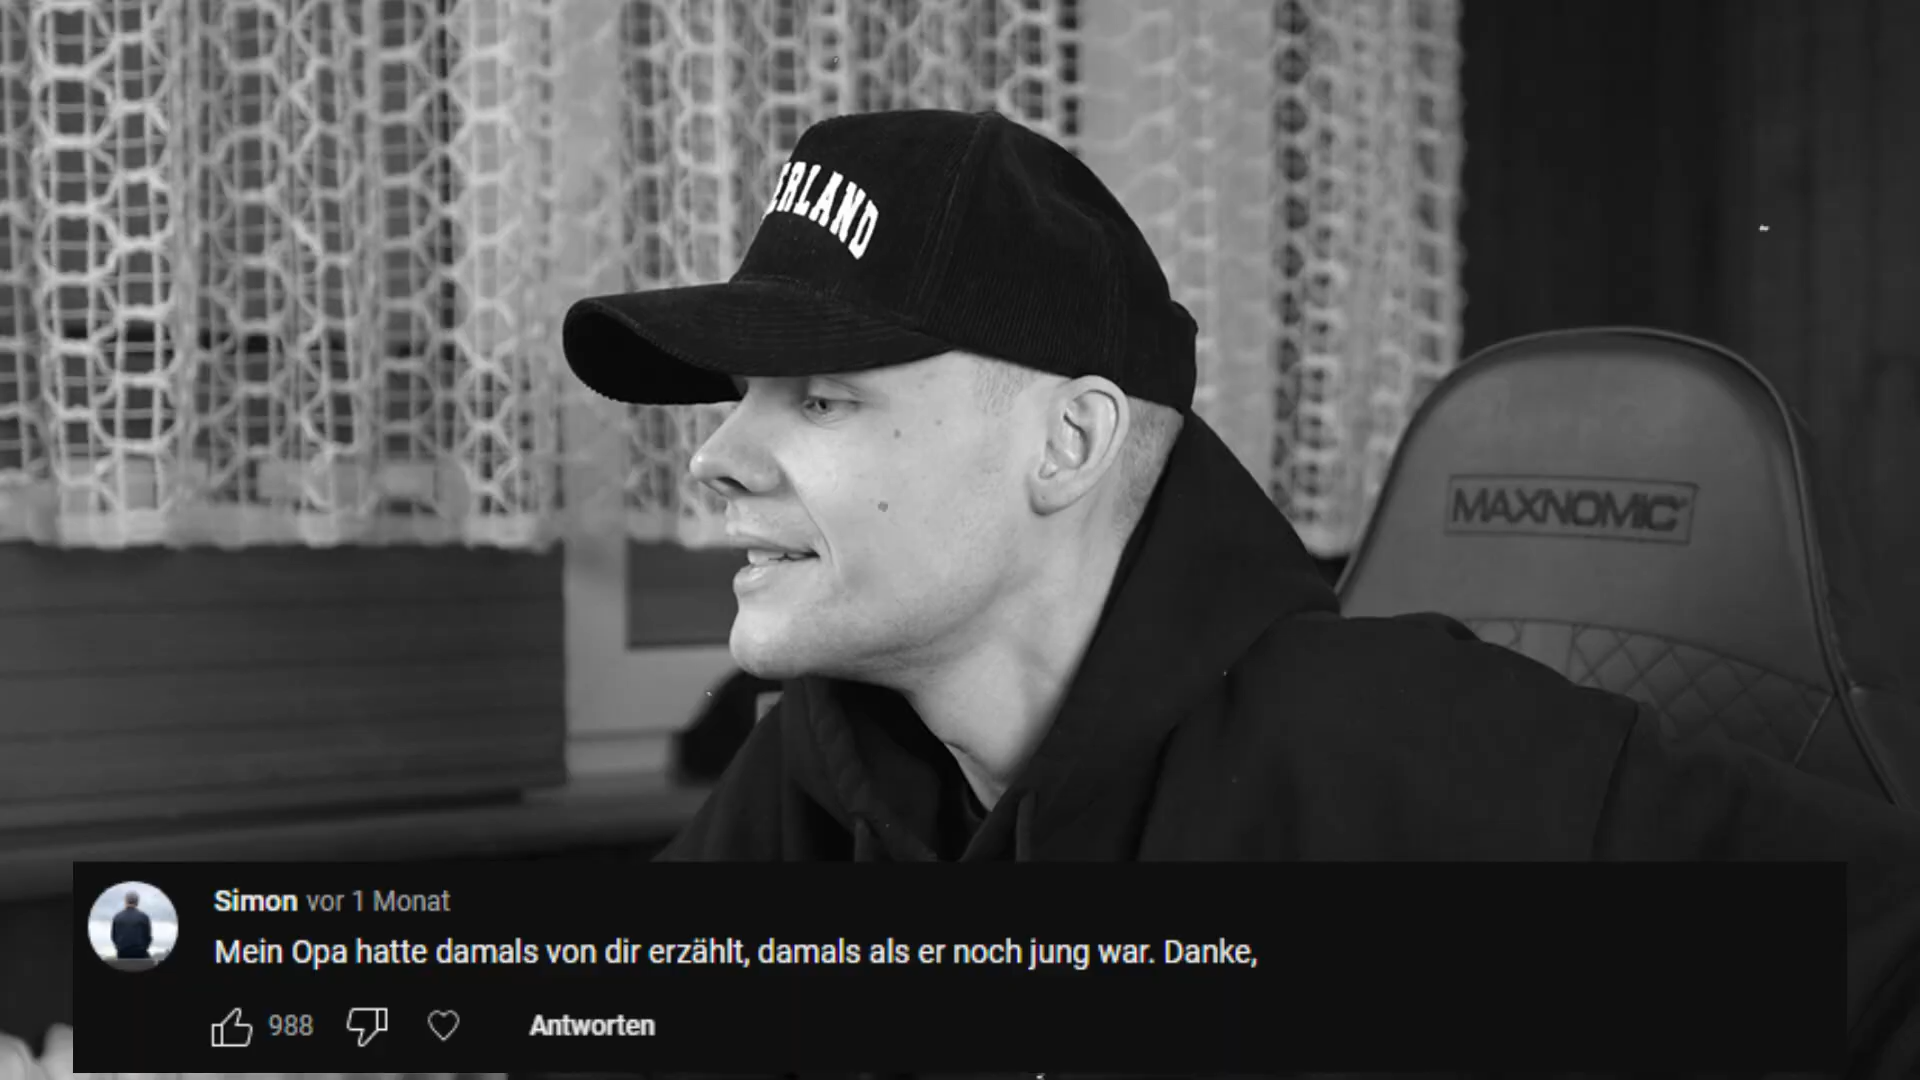 ERLAND
MAXNOMIC
Simon vor 1 Monat
Mein Opa hatte damals von dir erzählt, damals als er noch jung war. Danke,
988
Antworten